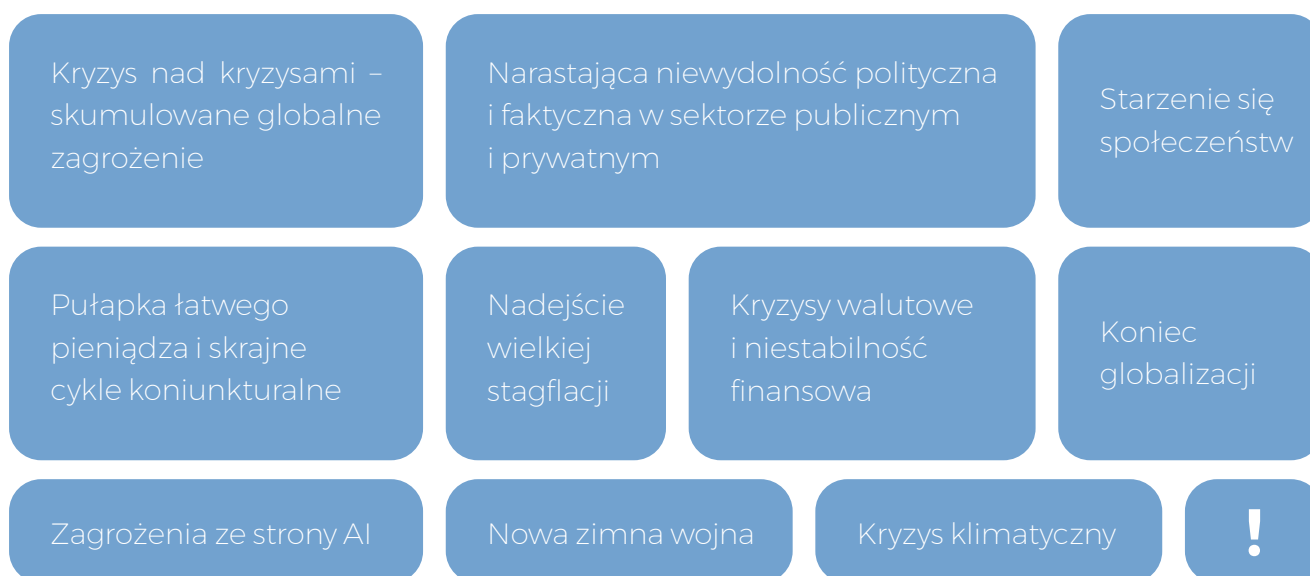 Kryzys nad kryzysami –
skumulowane globalne
zagrożenie
Narastająca niewydolność polityczna
i faktyczna w sektorze publicznym
i prywatnym
Starzenie się
społeczeństw
Pułapka łatwego
pieniądza i skrajne
cykle koniunkturalne
Nadejście
wielkiej
stagflacji
Kryzysy walutowe
i niestabilność
finansowa
Koniec
globalizacji
Zagrożenia ze strony AI
Nowa zimna wojna
Kryzys klimatyczny
!